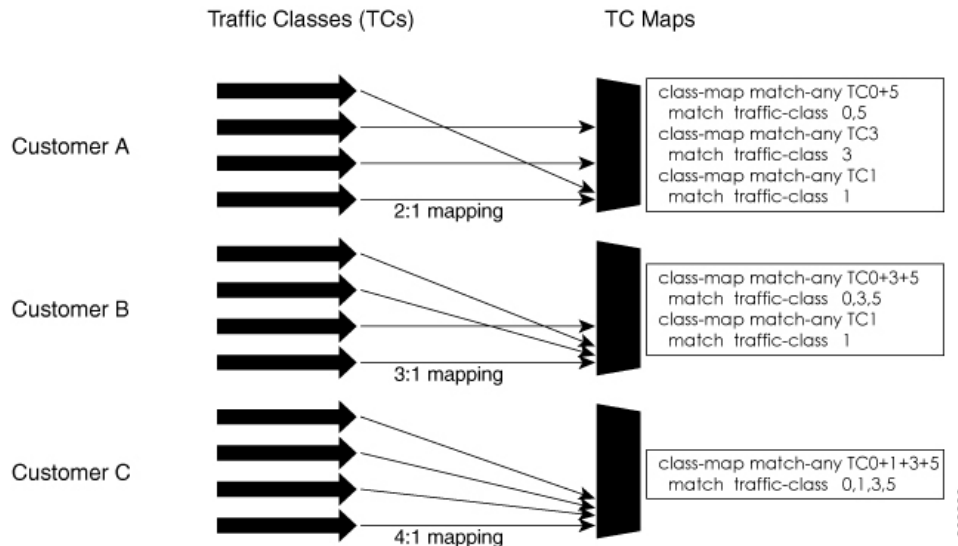 Traffic Classes (TCs)
TC Maps
Customer A
2:1 mapping
class-map match-any TC0+5
match traffic-class 0,5
class-map match-any TC3
match traffic-class 3
class-map match-any TC1
match traffic-class 1
Customer B
3:1 mapping
class-map match-any TC0+3+5
match traffic-class 0,3,5
class-map match-any TC1
match traffic-class 1
Customer C
4:1 mapping
class-map match-any TC0+1+3+5
match traffic-class 0,1,3,5